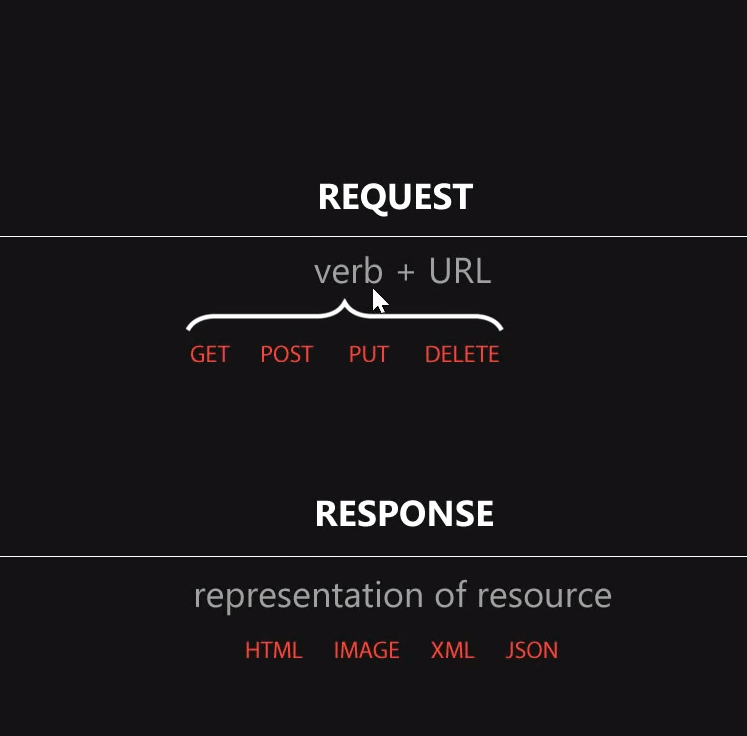 REQUEST
verb + URL
GET POST PUT DELETE
RESPONSE
representation of resource
HTML IMAGE XML JSON